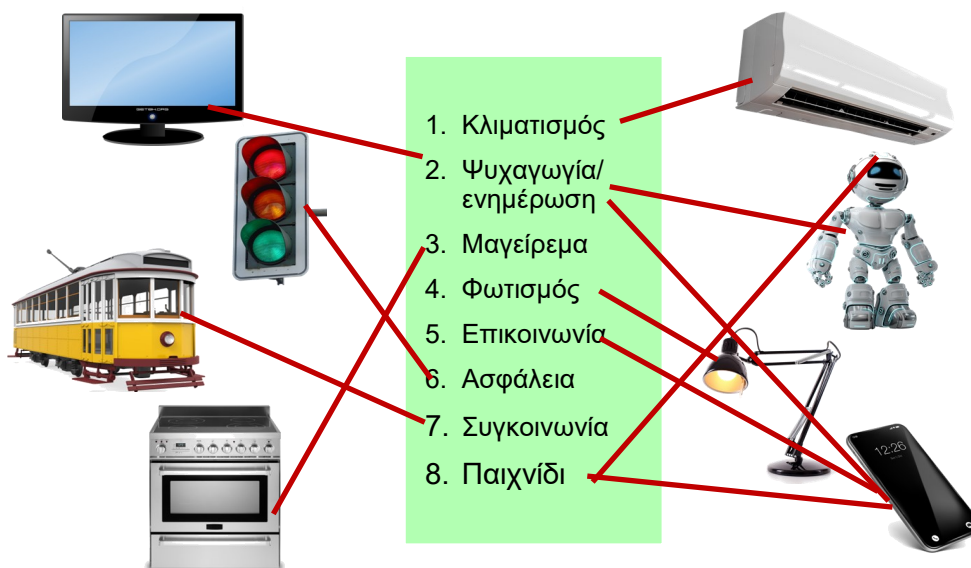 1. Κλιματισμός
2. Ψυχαγωγία/
ενημέρωση
3. Μαγείρεμα
4. Φωτισμός
5. Επικοινωνία
6. Ασφάλεια
7. Συγκοινωνία
8. Παιχνίδι
12:26